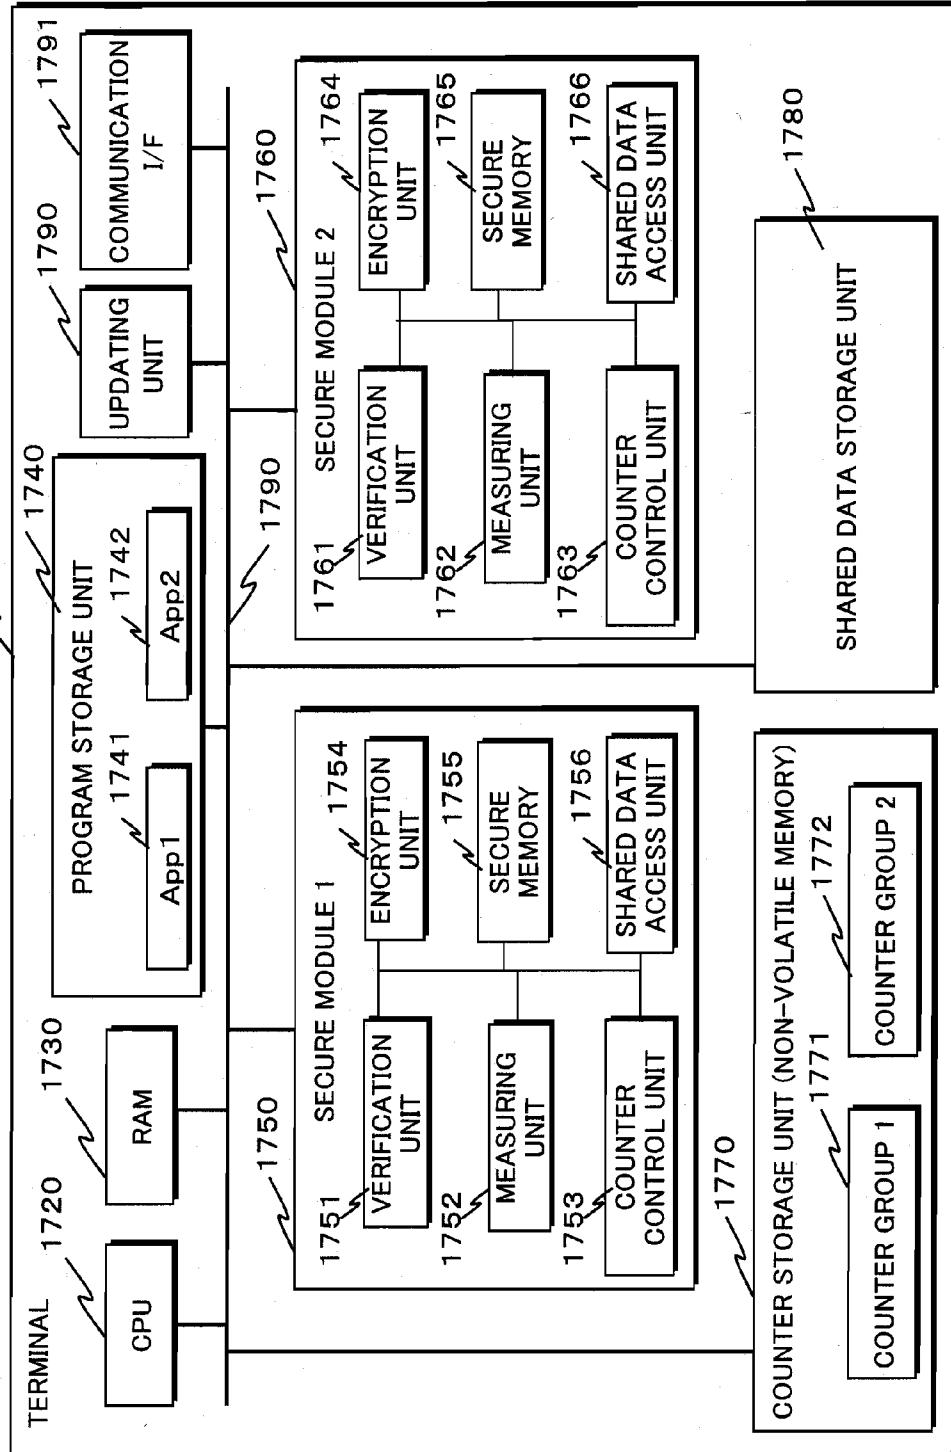 TERMINAL
1720
CPU
1730
RAM
1740
PROGRAM STORAGE UNIT
1741
App1
1742
App2
1790
UPDATING
UNIT
1791
COMMUNICATION
I/F
1790
1750
SECURE MODULE 1
1751
VERIFICATION
UNIT
1754
ENCRYPTION
UNIT
1752
MEASURING
UNIT
1755
SECURE
MEMORY
1753
COUNTER
CONTROL UNIT
1756
SHARED DATA
ACCESS UNIT
1760
SECURE MODULE 2
1761
VERIFICATION
UNIT
1764
ENCRYPTION
UNIT
1762
MEASURING
UNIT
1765
SECURE
MEMORY
1763
COUNTER
CONTROL UNIT
1766
SHARED DATA
ACCESS UNIT
1770
COUNTER STORAGE UNIT (NON-VOLATILE MEMORY)
1771
COUNTER GROUP 1
1772
COUNTER GROUP 2
1780
SHARED DATA STORAGE UNIT